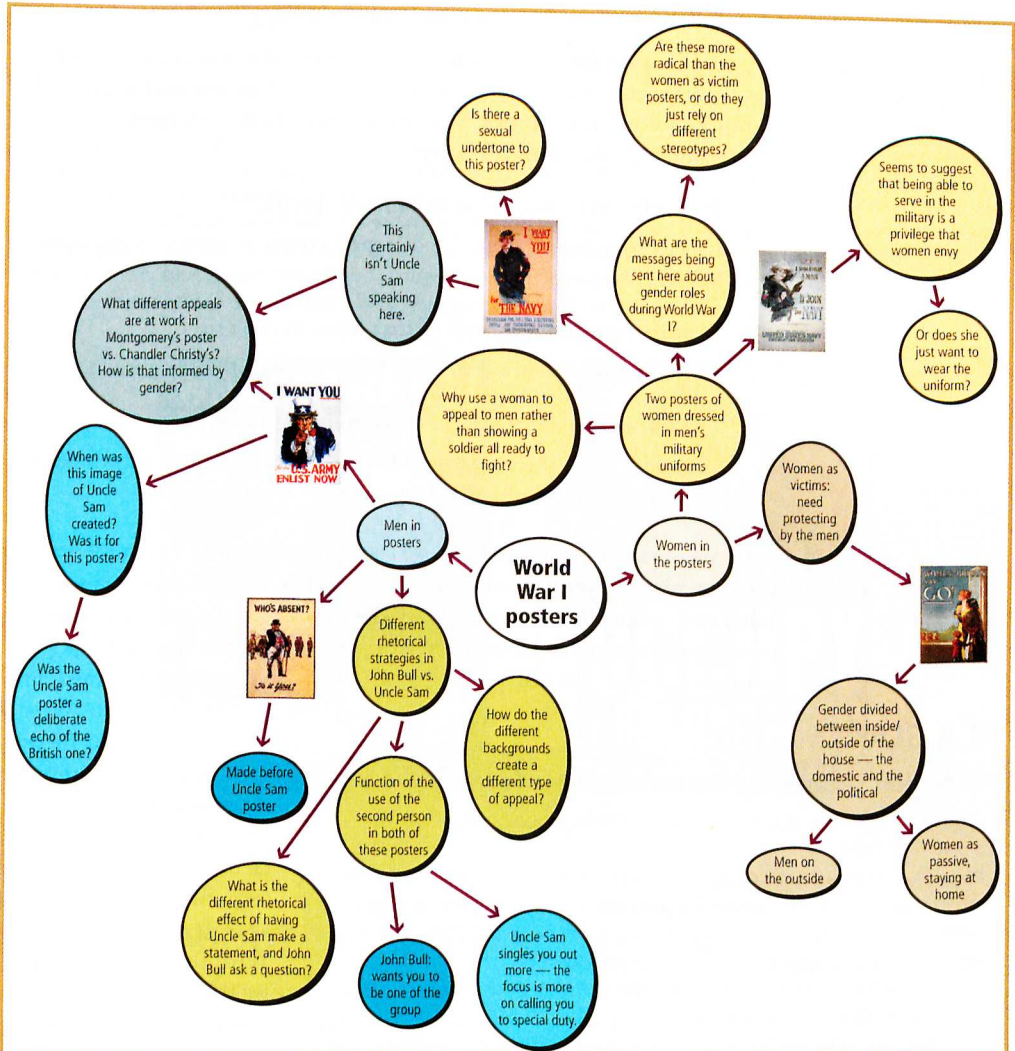 Are these more
radical than the
women as victim
posters, or do they
just rely on
different
stereotypes?
Is there a
sexual
undertone to
this poster?
Seems to suggest
that being able to
serve in the
military is a
privilege that
women envy
This
certainly
isn't Uncle
Sam
speaking
here.
I WANT
YOU
for THE NAVY
What are the
messages being
sent here about
gender roles
during World War
I?
What different appeals
are at work in
Montgomery's poster
vs. Chandler Christy's?
How is that informed by
gender?
Or does she
just want to
wear the
uniform?
I WANT YOU
U.S. ARMY
ENLIST NOW
Why use a woman to
appeal to men rather
than showing a
soldier all ready to
fight?
Two posters of
women dressed
in men's
military
uniforms
When was
this image
of Uncle
Sam
created?
Was it for
this poster?
Women as
victims:
need
protecting
by the men
Men in
posters
Women in
the posters
World
War I
posters
GO!
WHO'S ABSENT?
Is it You?
Different
rhetorical
strategies in
John Bull vs.
Uncle Sam
Was the
Uncle Sam
poster a
deliberate
echo of the
British one?
How do the
different
backgrounds
create a
different type
of appeal?
Gender divided
between inside/
outside of the
house — the
domestic and the
political
Made before
Uncle Sam
poster
Function of the
use of the
second person
in both of
these posters
Men on
the outside
Women as
passive,
staying at
home
What is the
different rhetorical
effect of having
Uncle Sam make a
statement, and John
Bull ask a question?
John Bull:
wants you to
be one of the
group
Uncle Sam
singles you out
more — the
focus is more
on calling you
to special duty.